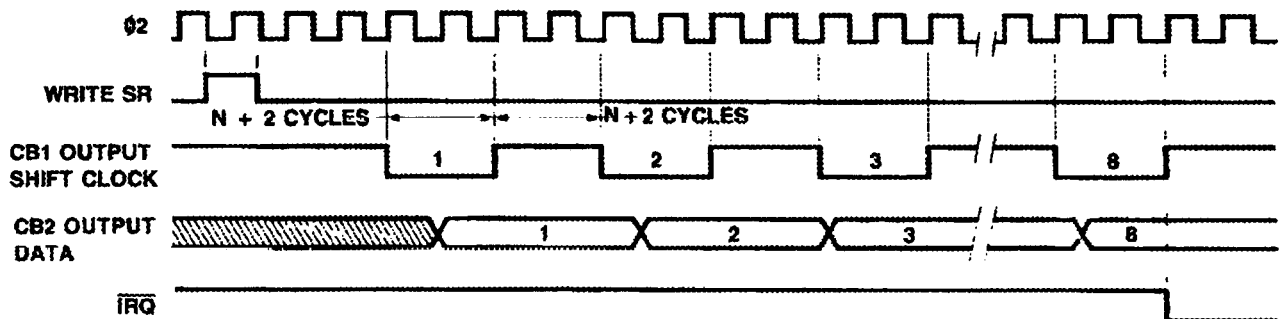 φ2
WRITE SR
N + 2 CYCLES N + 2 CYCLES
CB1 OUTPUT
SHIFT CLOCK
1 2 3 8
CB2 OUTPUT
DATA
1 2 3 8
IRQ